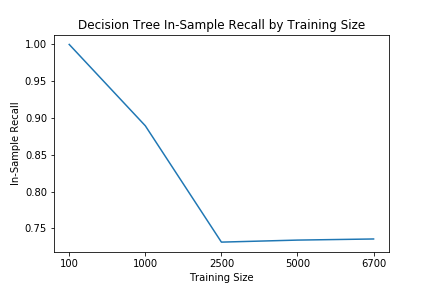 Decision Tree In-Sample Recall by Training Size
1.00
0.95
0.90
0.85
0.80
0.75
In-Sample Recall
100 1000 2500 5000 6700
Training Size